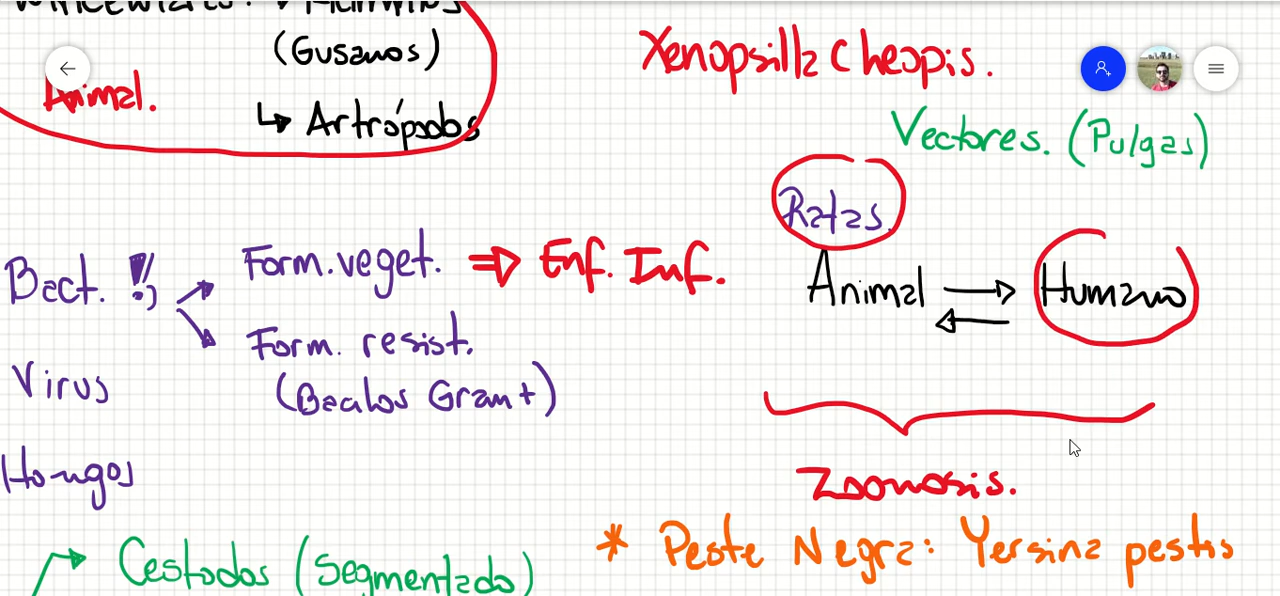 (Gusanos)
Animal.
↳ Artrópodos
Bact. !!
Form. veget. ⇒ Enf. Inf.
Form. resist.
(Bacilos Gram +)
Virus
Hongos
→ Cestodos (Segmentado)
Xenopsilla Cheopis.
Vectores. (Pulgas)
Ratas.
Animal → Humano
←
Zoonosis.
* Peste Negra: Yersina pestis